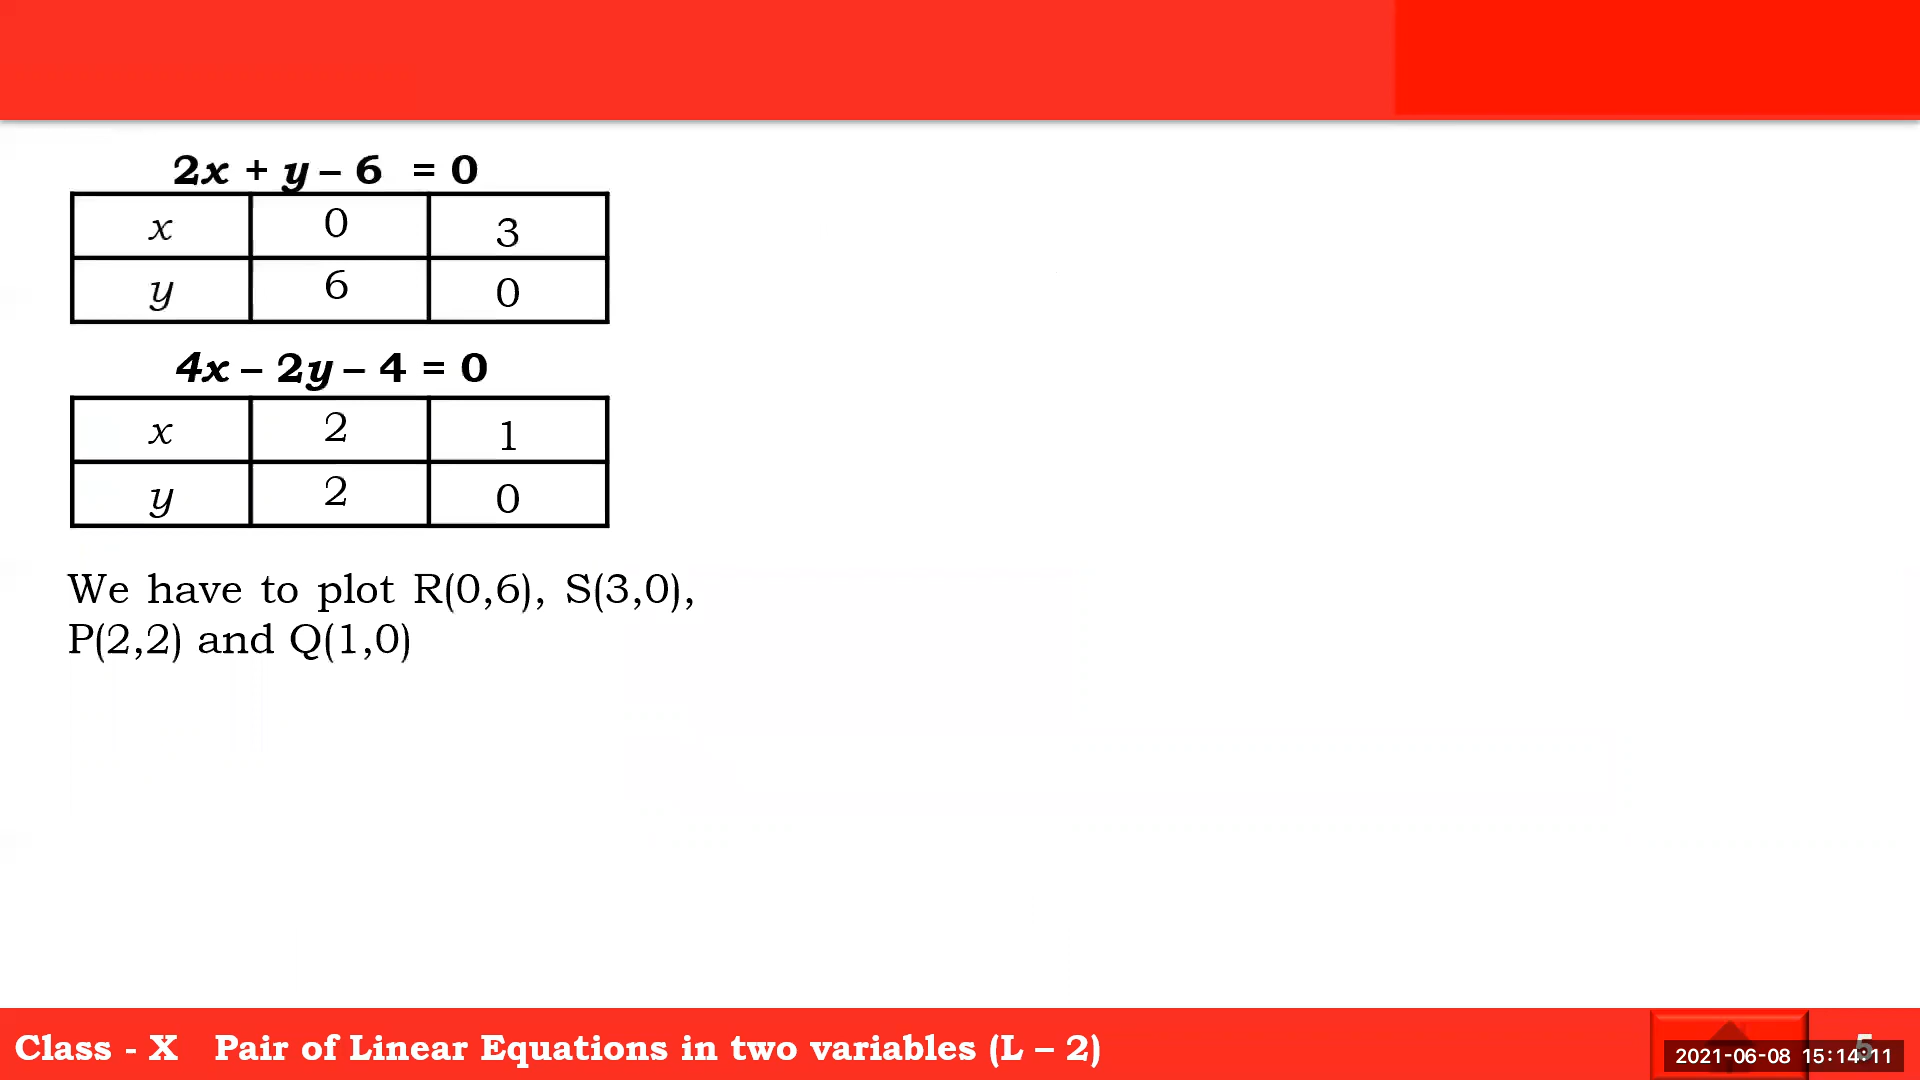 2x + y – 6 = 0
x 0 3
y 6 0
4x – 2y – 4 = 0
x 2 1
y 2 0
We have to plot R(0,6), S(3,0),
P(2,2) and Q(1,0)
Class - X Pair of Linear Equations in two variables (L – 2)
5
2021-06-08 15:14:11